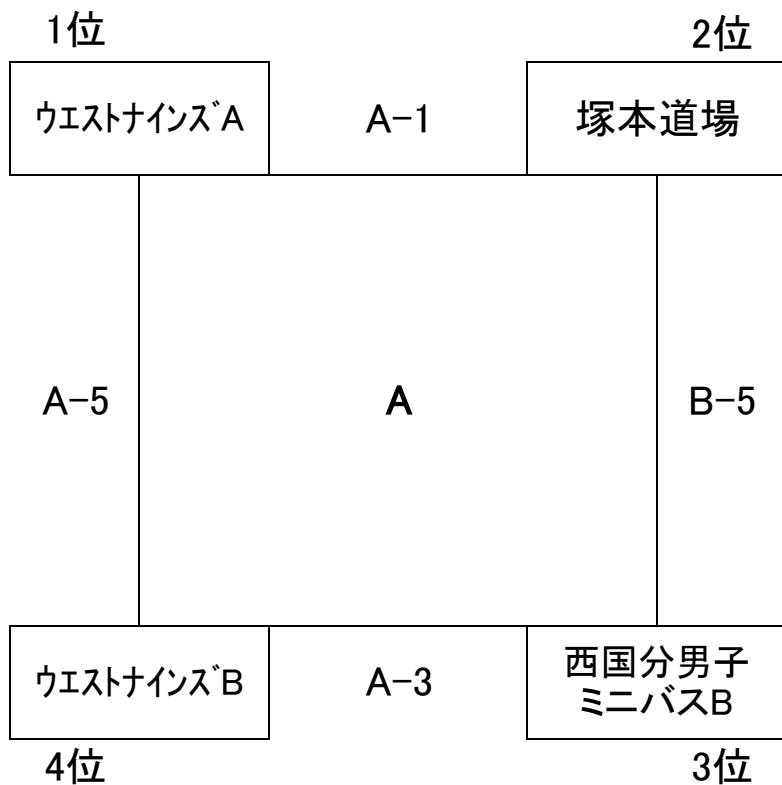 1位
2位
ｳｴｽﾄﾅｲﾝｽﾞA
A-1
塚本道場
A-5
A
B-5
ｳｴｽﾄﾅｲﾝｽﾞB
A-3
西国分男子
ミニバスB
4位
3位